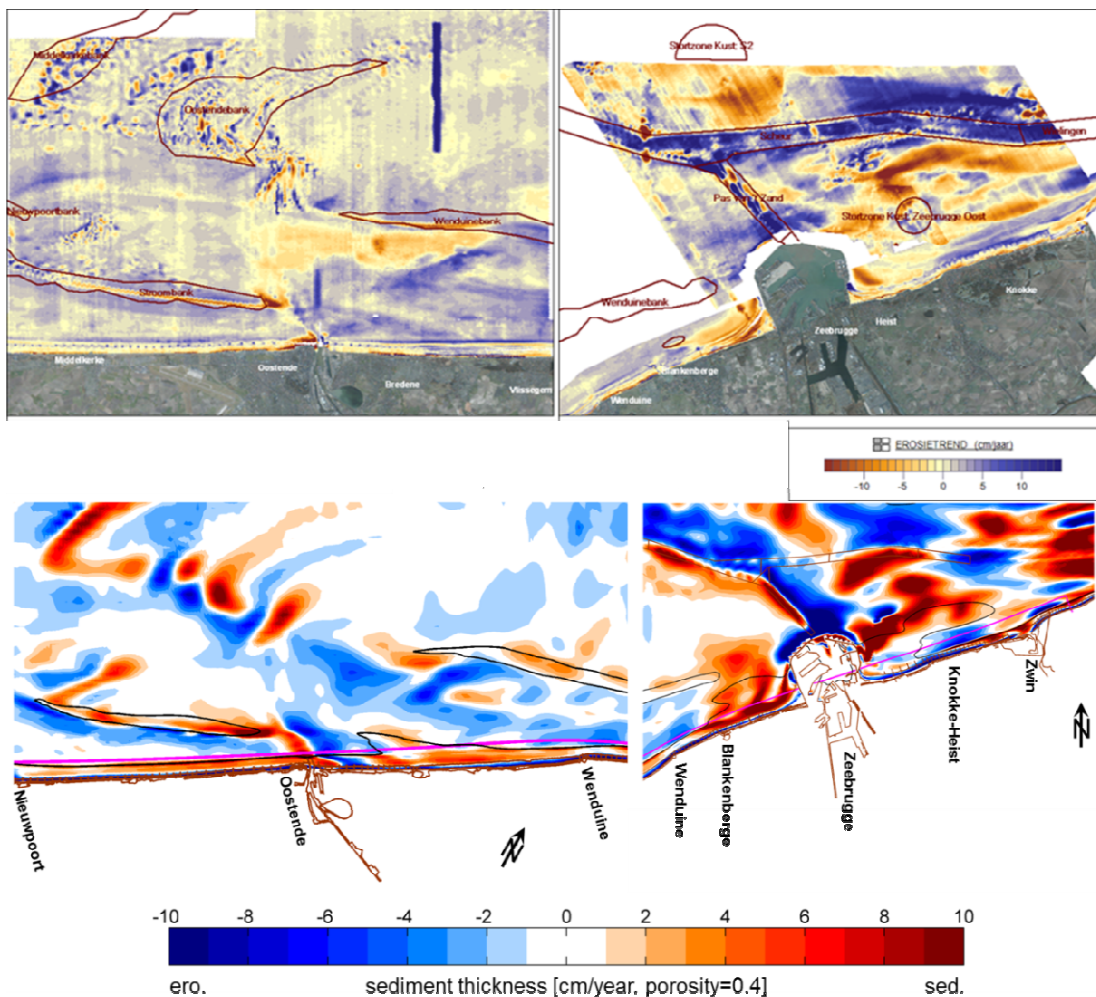 Stortzone Kust: S2
Middelkerkebank
Oostendebank
Scheur
Wielingen
Pas van 't Zand
Stortzone Kust: Zeebrugge Oost
Nieuwpoortbank
Wenduinebank
Stroombank
Wenduinebank
Knokke
Zeebrugge
Heist
Middelkerke
Oostende
Bredene
Vlissegem
Blankenberge
Wenduine
EROSIETREND (cm/jaar)
-10 -5 0 5 10
Nieuwpoort
Oostende
Wenduine
N
Wenduine
Blankenberge
Zeebrugge
Knokke-Heist
Zwin
N
-10 -8 -6 -4 -2 0 2 4 6 8 10
ero. sediment thickness [cm/year, porosity=0.4] sed.